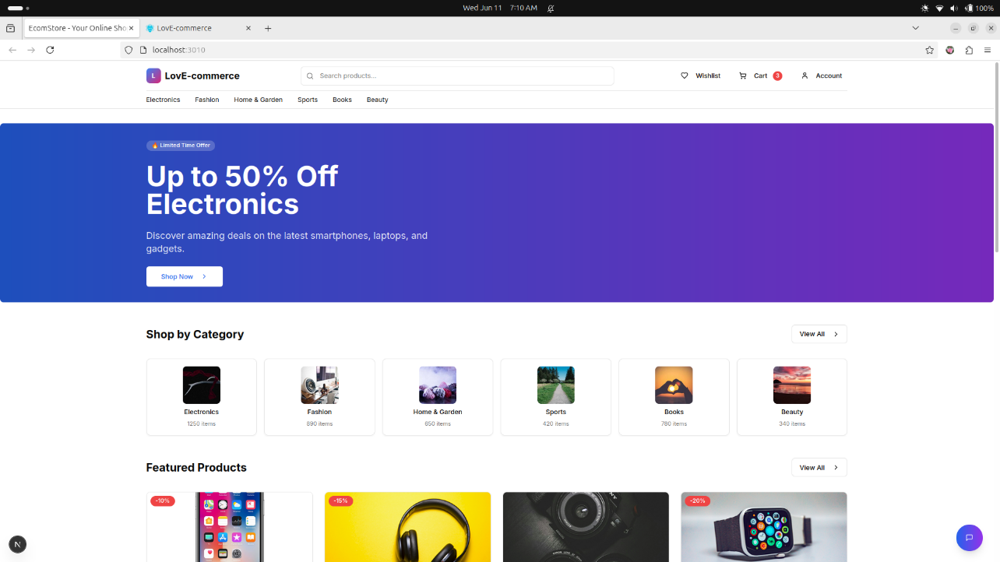 Wed Jun 11 7:10 AM
100%
EcomStore - Your Online Sho
LovE-commerce
localhost:3010
L LovE-commerce
Search products...
Wishlist
Cart 3
Account
Electronics Fashion Home & Garden Sports Books Beauty
🔥 Limited Time Offer
Up to 50% Off
Electronics
Discover amazing deals on the latest smartphones, laptops, and
gadgets.
Shop Now
Shop by Category
View All
Electronics
1250 items
Fashion
890 items
Home & Garden
650 items
Sports
420 items
Books
780 items
Beauty
340 items
Featured Products
View All
-10%
-15%
SONY
-20%
N